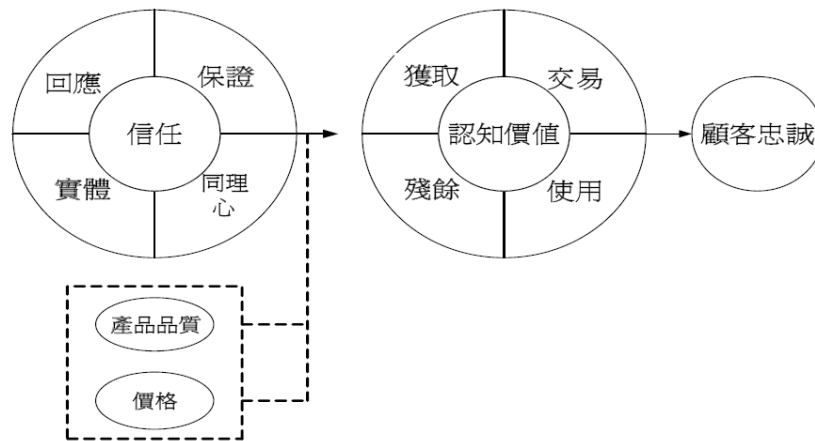 回應
保證
信任
實體
同理
心
獲取
交易
認知價值
殘餘
使用
顧客忠誠
產品品質
價格